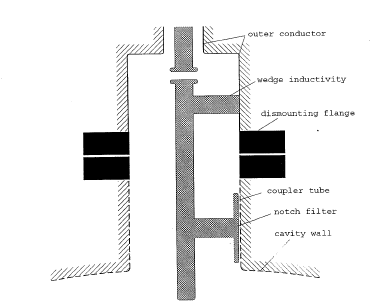 outer conductor
wedge inductivity
dismounting flange
coupler tube
notch filter
cavity wall